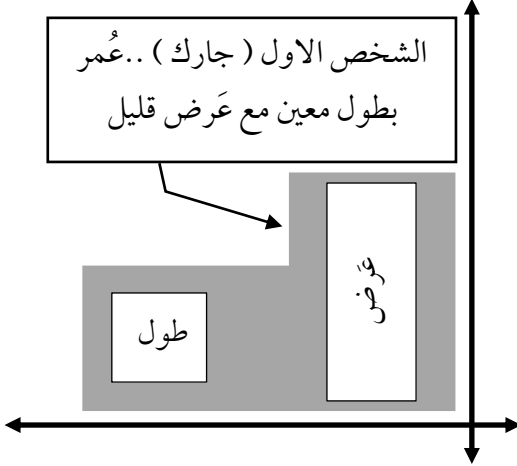 الشخص الاول ( جارك ) ..عُمر
بطول معين مع عَرض قليل
عَرض
طول